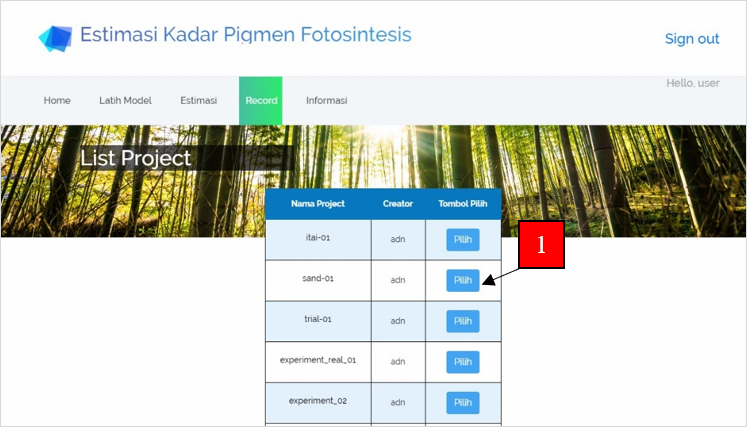 Estimasi Kadar Pigmen Fotosintesis
Sign out
Hello, user
Home Latih Model Estimasi Record Informasi
List Project
Nama Project Creator Tombol Pilih
itai-01 adn Pilih
1
sand-01 adn Pilih
trial-01 adn Pilih
experiment_real_01 adn Pilih
experiment_02 adn Pilih